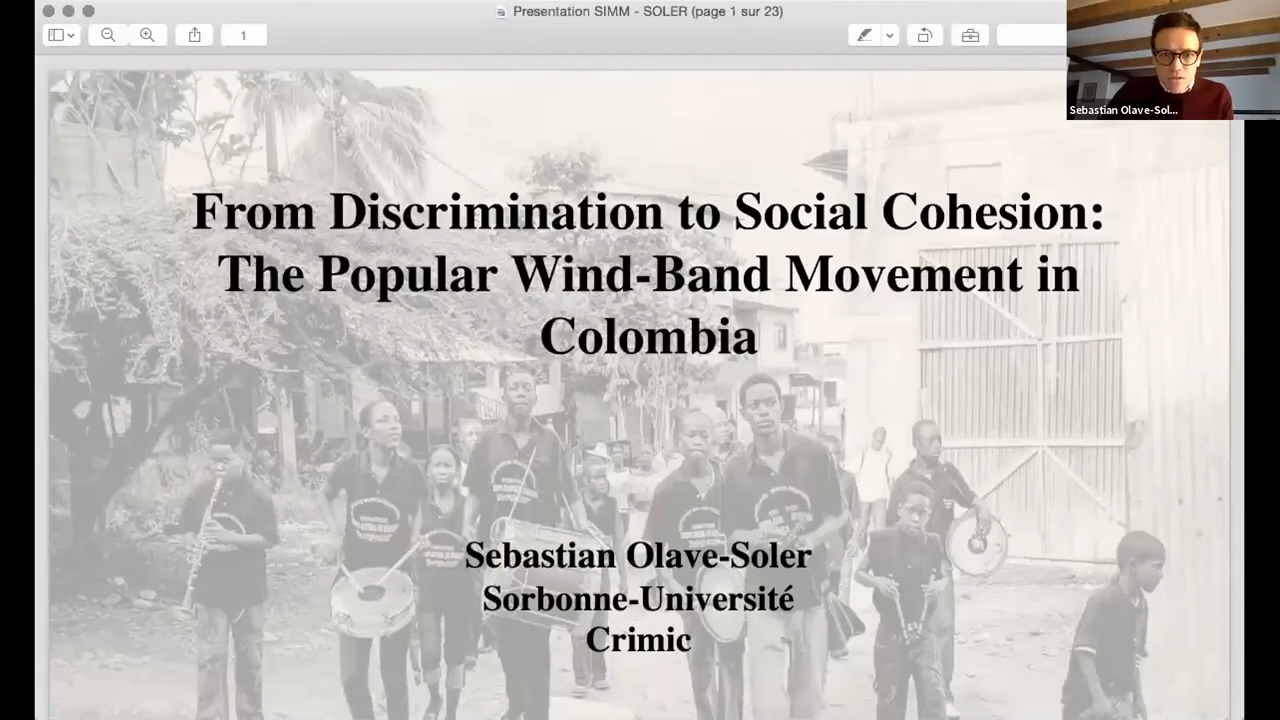 Presentation SIMM - SOLER (page 1 sur 23)
1
Sebastian Olave-Sol...
From Discrimination to Social Cohesion:
The Popular Wind-Band Movement in
Colombia
Sebastian Olave-Soler
Sorbonne-Université
Crimic